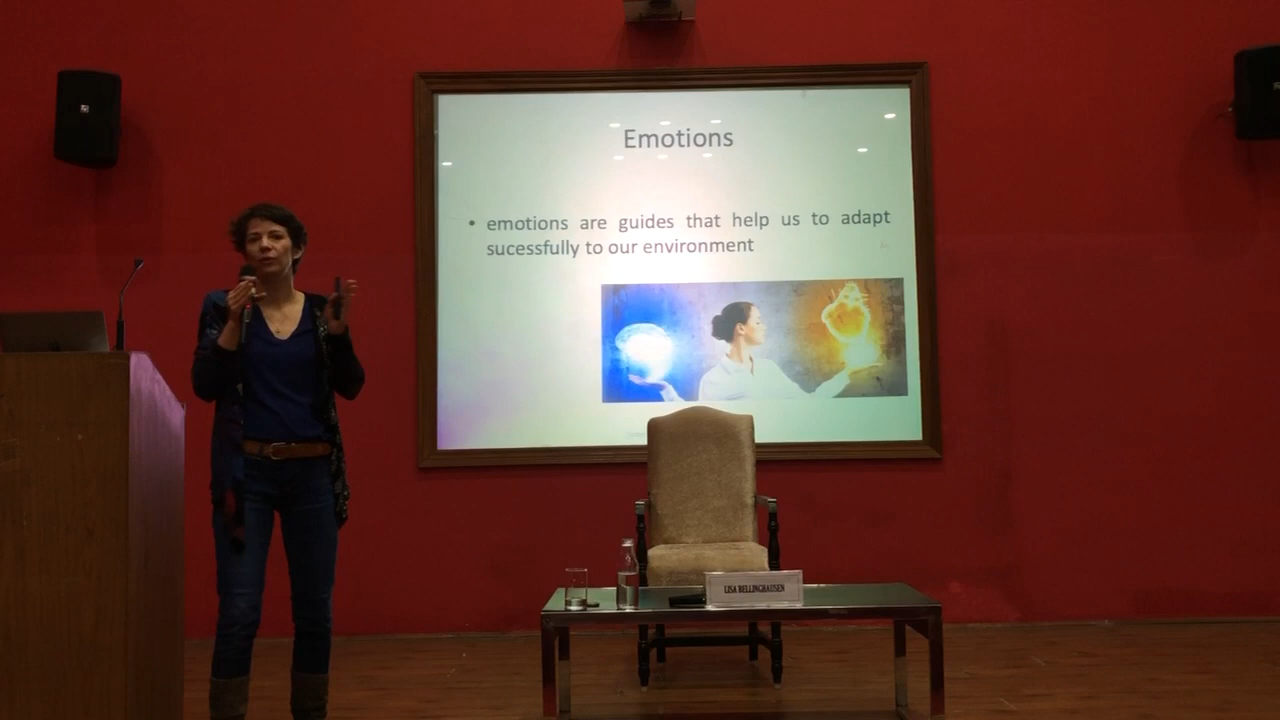 Emotions
• emotions are guides that help us to adapt
sucessfully to our environment
LISA BELLINGHAUSEN